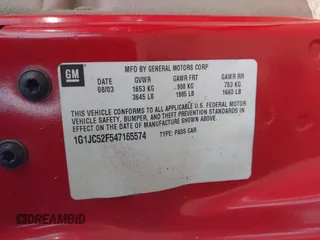 GM
MFD BY GENERAL MOTORS CORP
DATE GVWR GAWR FRT GAWR RR
08/03 1653 KG 900 KG 753 KG
3645 LB 1985 LB 1660 LB
THIS VEHICLE CONFORMS TO ALL APPLICABLE U.S. FEDERAL MOTOR
VEHICLE SAFETY, BUMPER, AND THEFT PREVENTION STANDARDS
IN EFFECT ON THE DATE OF MANUFACTURE SHOWN ABOVE.
1G1JC52F547165574 TYPE: PASS CAR
DREAMBID